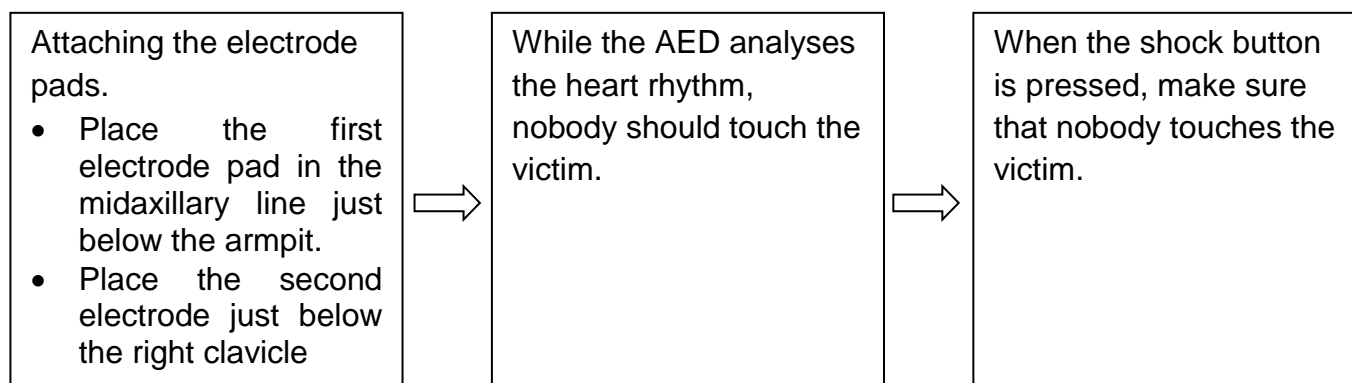 Attaching the electrode
pads.
• Place the first
electrode pad in the
midaxillary line just
below the armpit.
• Place the second
electrode just below
the right clavicle
While the AED analyses
the heart rhythm,
nobody should touch the
victim.
When the shock button
is pressed, make sure
that nobody touches the
victim.